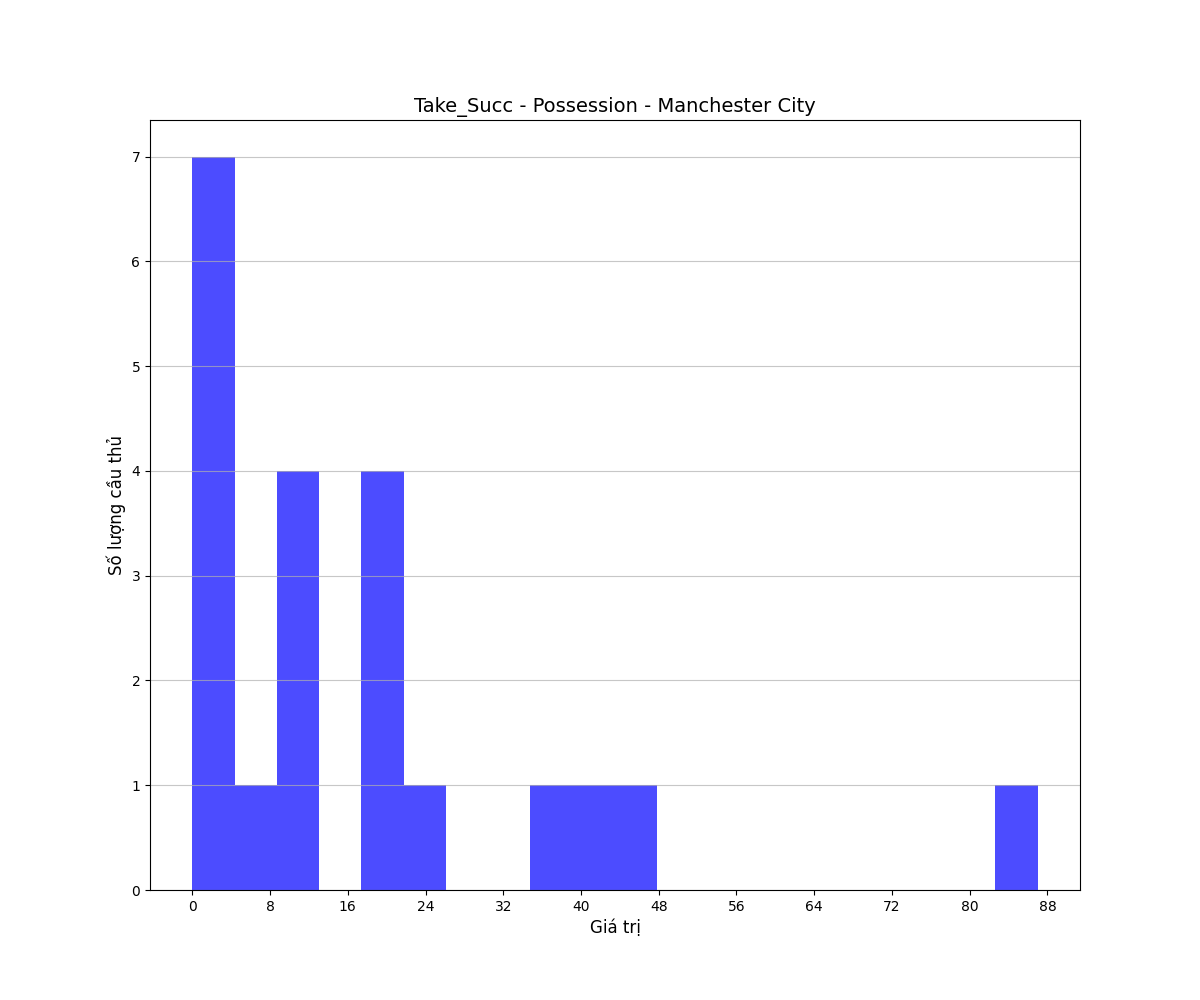 Take_Succ - Possession - Manchester City
7
6
5
4
3
2
1
0
Số lượng cầu thủ
0 8 16 24 32 40 48 56 64 72 80 88
Giá trị